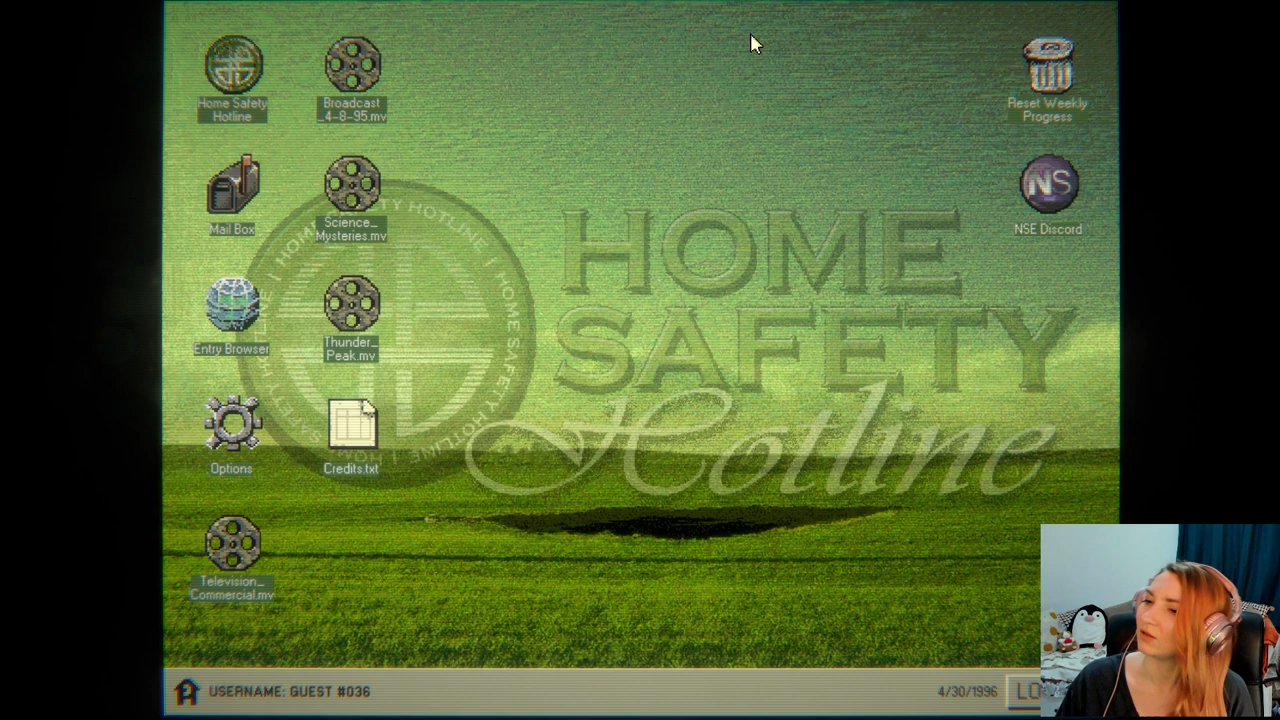 Home Safety
Hotline
Broadcast
_4-8-95.mv
Reset Weekly
Progress
Mail Box
Science_
Mysteries.mv
NS
NSE Discord
HOME
SAFETY
Hotline
Entry Browser
Thunder_
Peak.mv
Options
Credits.txt
Television_
Commercial.mv
USERNAME: GUEST #036
4/30/1996